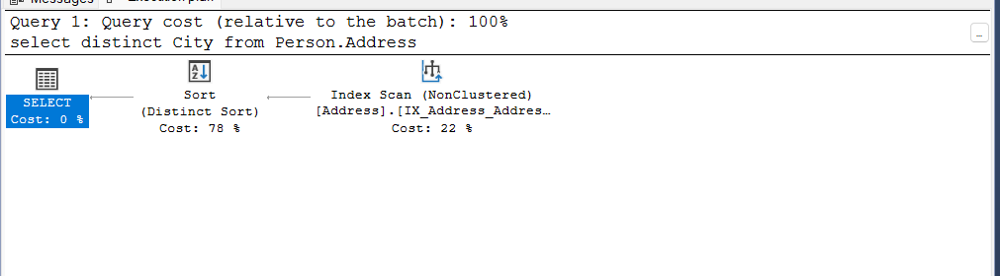 Messages Execution plan
Query 1: Query cost (relative to the batch): 100%
select distinct City from Person.Address
SELECT
Cost: 0 %
Sort
(Distinct Sort)
Cost: 78 %
Index Scan (NonClustered)
[Address].[IX_Address_Addres…
Cost: 22 %